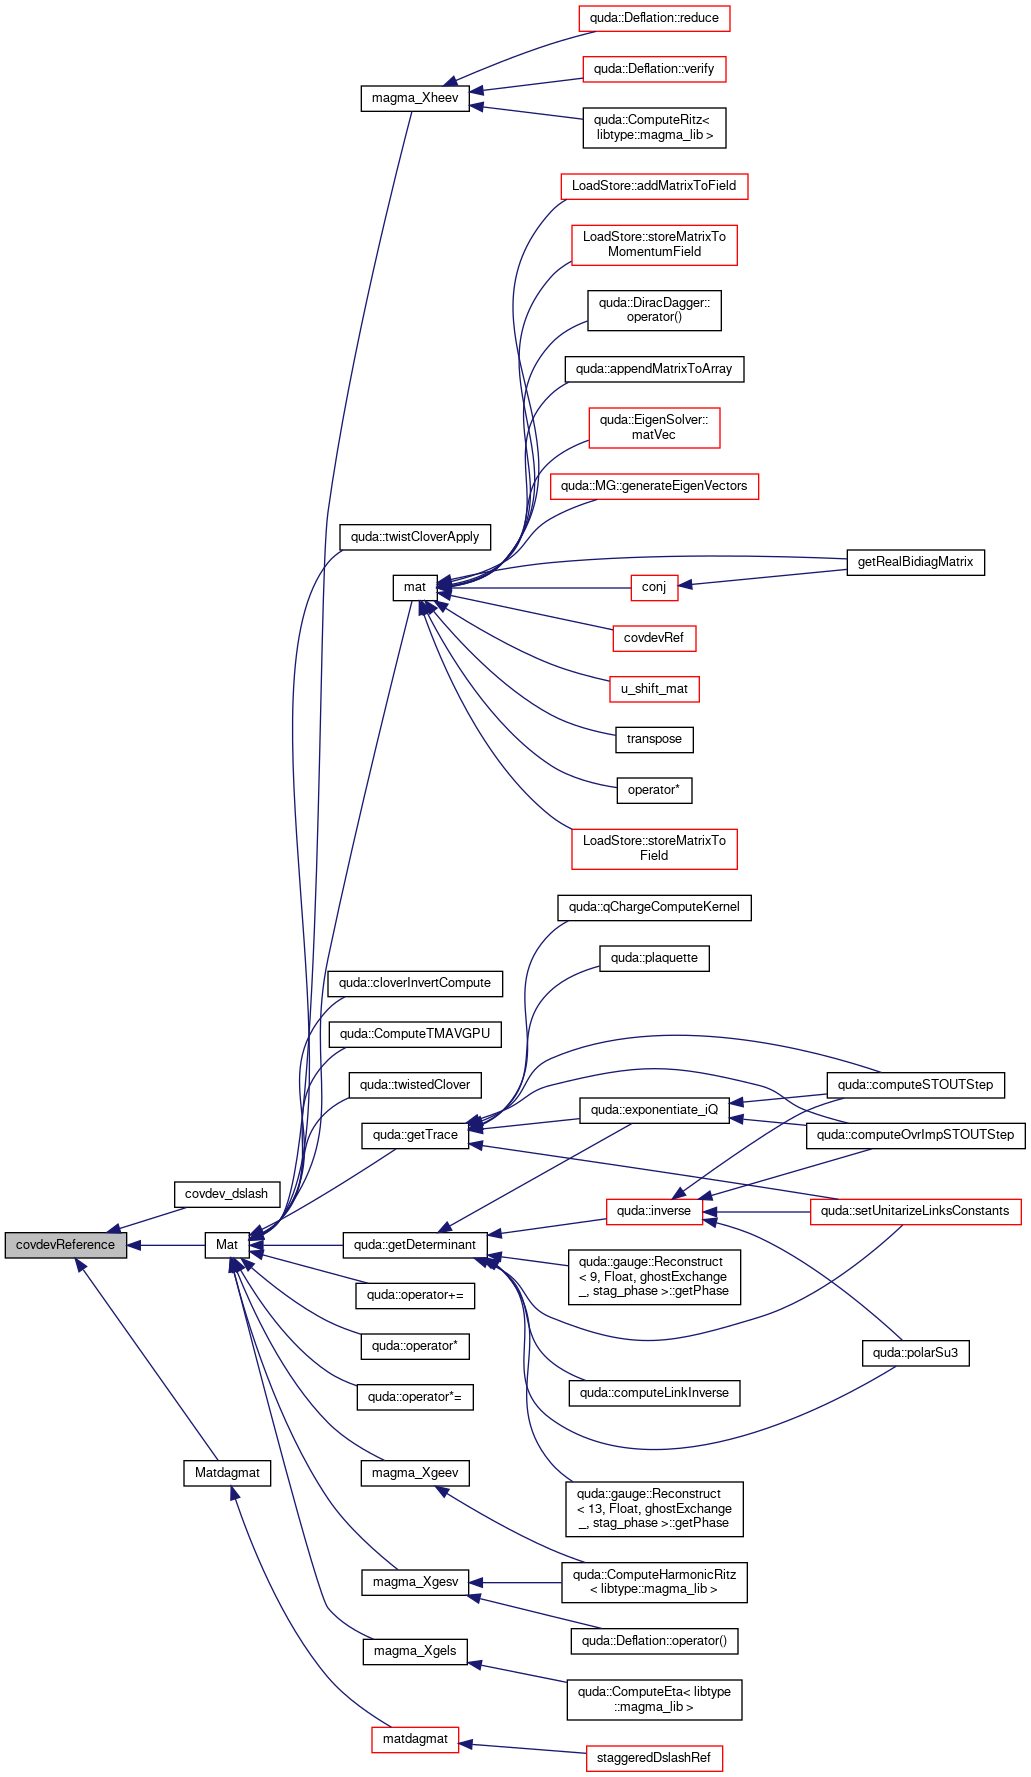 quda::Deflation::reduce
quda::Deflation::verify
magma_Xheev
quda::ComputeRitz<
libtype::magma_lib >
LoadStore::addMatrixToField
LoadStore::storeMatrixTo
MomentumField
quda::DiracDagger::
operator()
quda::appendMatrixToArray
quda::EigenSolver::
matVec
quda::MG::generateEigenVectors
quda::twistCloverApply
getRealBidiagMatrix
mat
conj
covdevRef
u_shift_mat
transpose
operator*
LoadStore::storeMatrixTo
Field
quda::qChargeComputeKernel
quda::plaquette
quda::cloverInvertCompute
quda::ComputeTMAVGPU
quda::twistedClover
quda::computeSTOUTStep
quda::exponentiate_iQ
quda::getTrace
quda::computeOvrImpSTOUTStep
covdev_dslash
quda::inverse
quda::setUnitarizeLinksConstants
covdevReference
Mat
quda::getDeterminant
quda::gauge::Reconstruct
< 9, Float, ghostExchange
_, stag_phase >::getPhase
quda::operator+=
quda::operator*
quda::polarSu3
quda::operator*=
quda::computeLinkInverse
Matdagmat
magma_Xgeev
quda::gauge::Reconstruct
< 13, Float, ghostExchange
_, stag_phase >::getPhase
magma_Xgesv
quda::ComputeHarmonicRitz
< libtype::magma_lib >
quda::Deflation::operator()
magma_Xgels
quda::ComputeEta< libtype
::magma_lib >
matdagmat
staggeredDslashRef